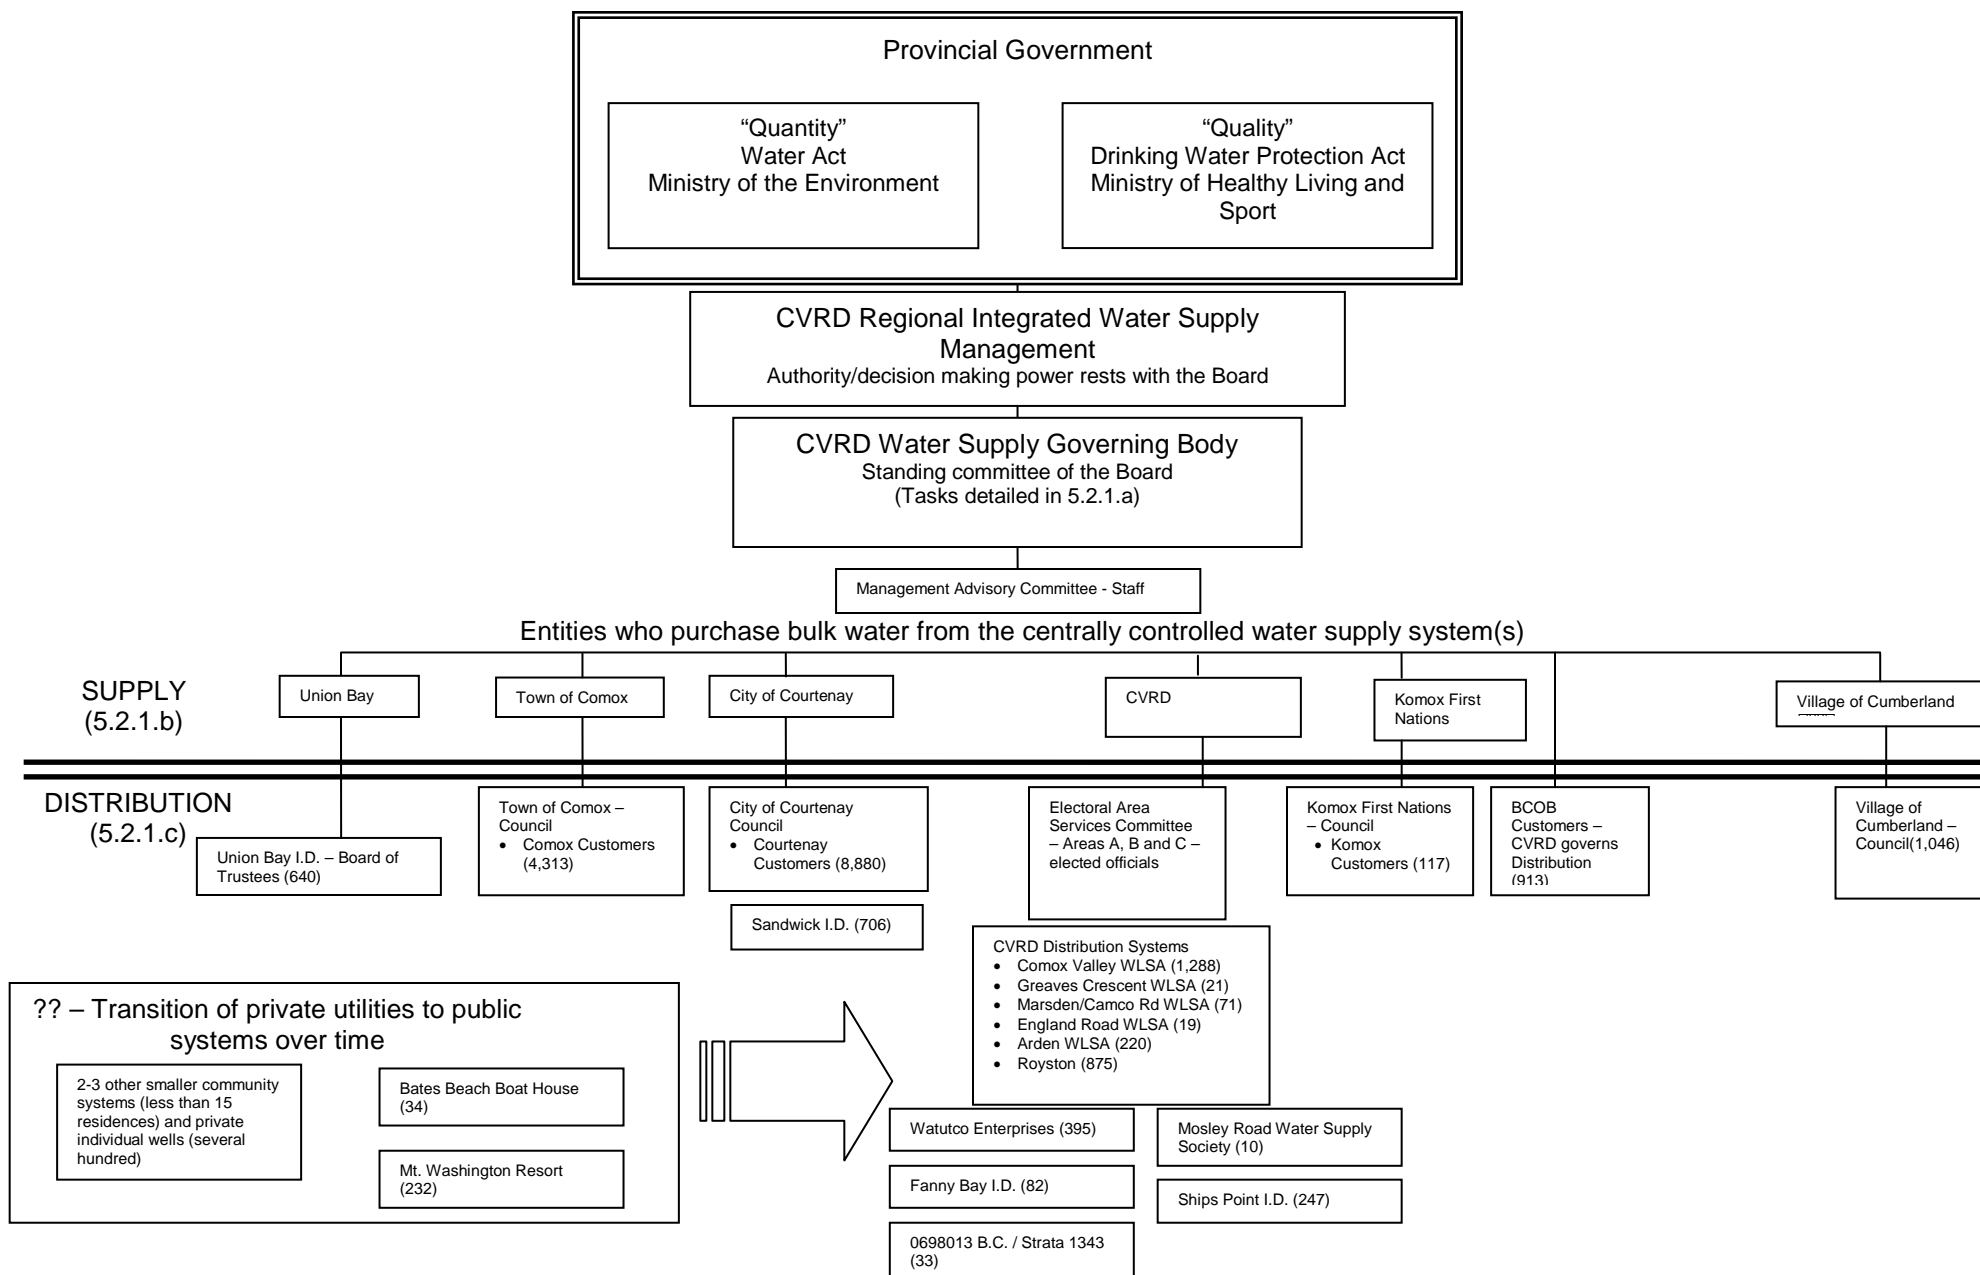 Provincial Government
“Quantity”
Water Act
Ministry of the Environment
“Quality”
Drinking Water Protection Act
Ministry of Healthy Living and
Sport
CVRD Regional Integrated Water Supply
Management
Authority/decision making power rests with the Board
CVRD Water Supply Governing Body
Standing committee of the Board
(Tasks detailed in 5.2.1.a)
Management Advisory Committee - Staff
Entities who purchase bulk water from the centrally controlled water supply system(s)
SUPPLY
(5.2.1.b)
Union Bay
Town of Comox
City of Courtenay
CVRD
Komox First
Nations
Village of Cumberland
DISTRIBUTION
(5.2.1.c)
Union Bay I.D. – Board of
Trustees (640)
Town of Comox –
Council
• Comox Customers
(4,313)
City of Courtenay
Council
• Courtenay
Customers (8,880)
Sandwick I.D. (706)
Electoral Area
Services Committee
– Areas A, B and C –
elected officials
Komox First Nations
– Council
• Komox
Customers (117)
BCOB
Customers –
CVRD governs
Distribution
(913)
Village of
Cumberland –
Council(1,046)
CVRD Distribution Systems
• Comox Valley WLSA (1,288)
• Greaves Crescent WLSA (21)
• Marsden/Camco Rd WLSA (71)
• England Road WLSA (19)
• Arden WLSA (220)
• Royston (875)
?? – Transition of private utilities to public
systems over time
2-3 other smaller community
systems (less than 15
residences) and private
individual wells (several
hundred)
Bates Beach Boat House
(34)
Mt. Washington Resort
(232)
Watutco Enterprises (395)
Mosley Road Water Supply
Society (10)
Fanny Bay I.D. (82)
Ships Point I.D. (247)
0698013 B.C. / Strata 1343
(33)